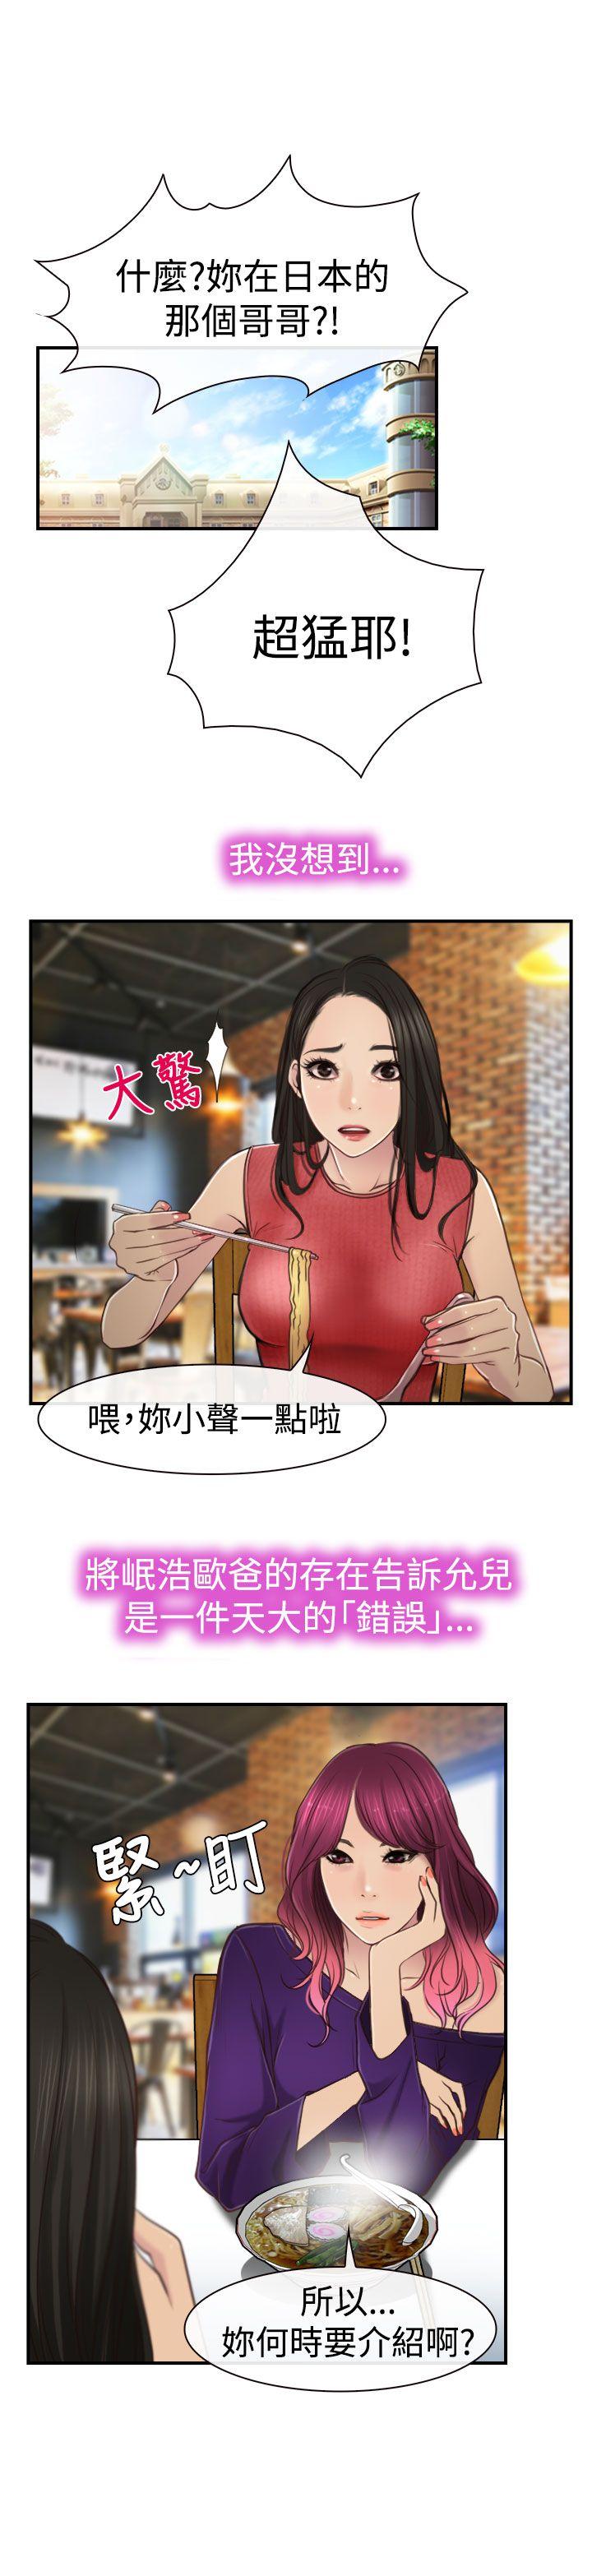 什麼?妳在日本的
那個哥哥?!
超猛耶!
我沒想到...
大驚
喂,妳小聲一點啦
將岷浩歐爸的存在告訴允兒
是一件天大的「錯誤」...
緊~盯
所以...
妳何時要介紹啊?